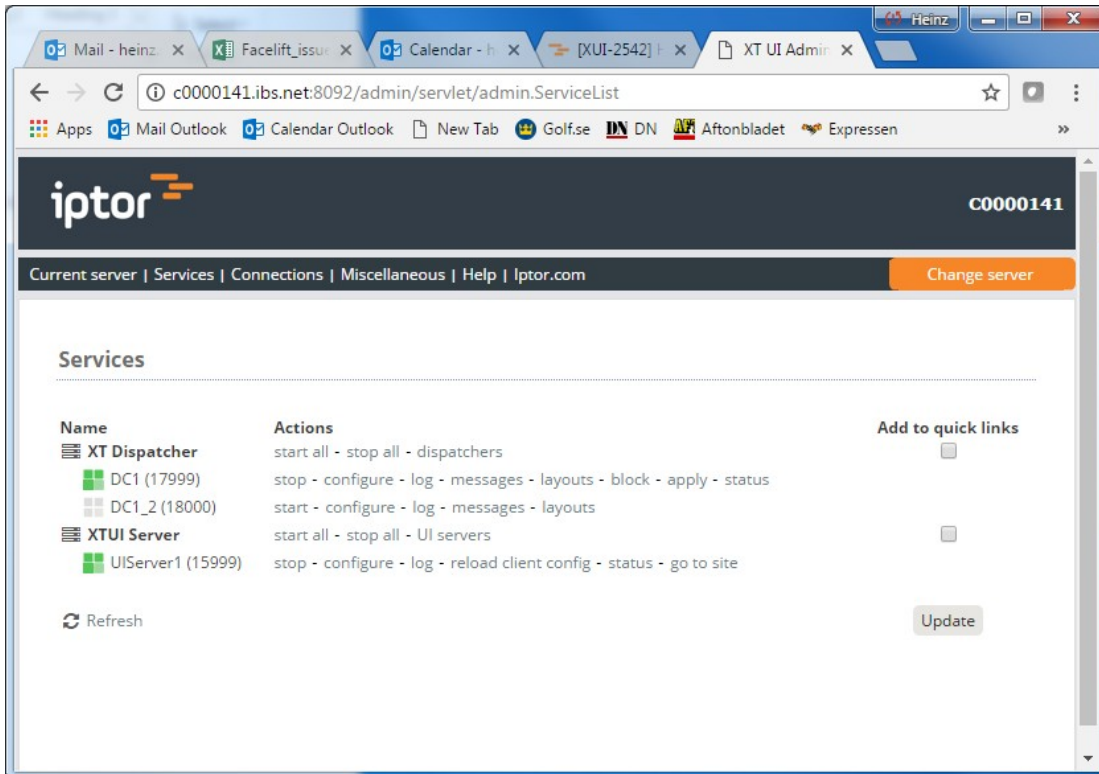 Heinz
Mail - heinz. Facelift_issue Calendar - h [XUI-2542] H XT UI Admin
c0000141.ibs.net:8092/admin/servlet/admin.ServiceList
Apps Mail Outlook Calendar Outlook New Tab Golf.se DN DN Aftonbladet Expressen »
iptor
C0000141
Current server | Services | Connections | Miscellaneous | Help | Iptor.com Change server
Services
Name Actions Add to quick links
XT Dispatcher start all - stop all - dispatchers
DC1 (17999) stop - configure - log - messages - layouts - block - apply - status
DC1_2 (18000) start - configure - log - messages - layouts
XTUI Server start all - stop all - UI servers
UIServer1 (15999) stop - configure - log - reload client config - status - go to site
Refresh Update